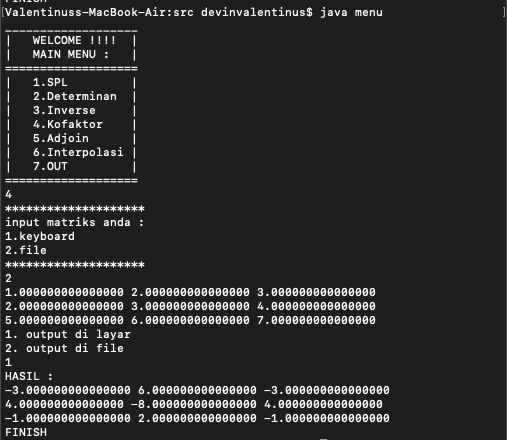 FINISH
[Valentinuss-MacBook-Air:src devinvalentinus$ java menu ]
___________________
|   WELCOME !!!!  |
|   MAIN MENU :   |
===================
|   1.SPL         |
|   2.Determinan  |
|   3.Inverse     |
|   4.Kofaktor    |
|   5.Adjoin      |
|   6.Interpolasi |
|   7.OUT         |
===================
4
********************
input matriks anda :
1.keyboard
2.file
********************
2
1.000000000000000 2.000000000000000 3.000000000000000
2.000000000000000 3.000000000000000 4.000000000000000
5.000000000000000 6.000000000000000 7.000000000000000
1. output di layar
2. output di file
1
HASIL :
-3.000000000000000 6.000000000000000 -3.000000000000000
4.000000000000000 -8.000000000000000 4.000000000000000
-1.000000000000000 2.000000000000000 -1.000000000000000
FINISH